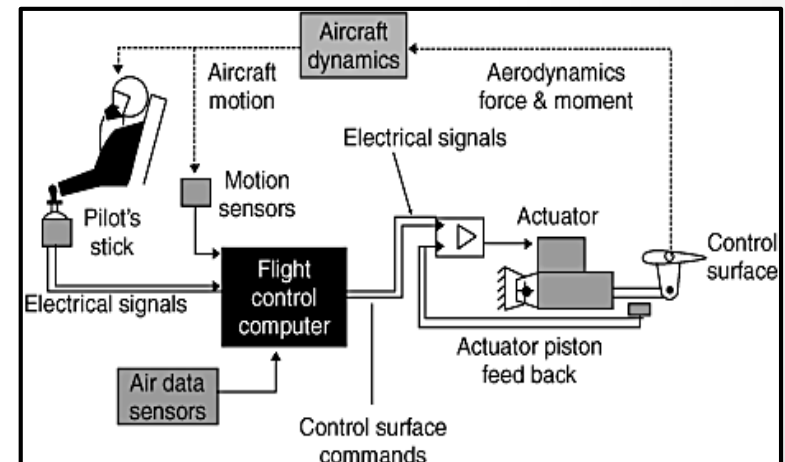 Aircraft
dynamics
Aircraft
motion
Aerodynamics
force & moment
Electrical signals
Motion
sensors
Pilot's
stick
Actuator
Control
surface
Flight
control
computer
Electrical signals
Actuator piston
feed back
Air data
sensors
Control surface
commands